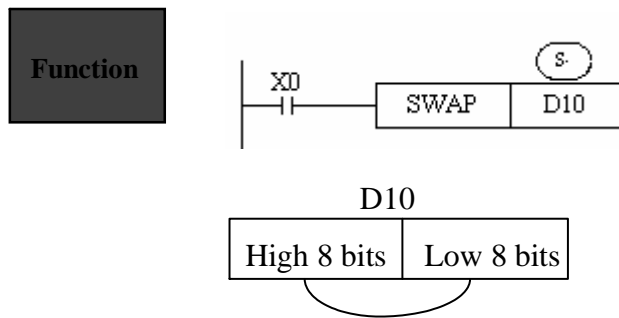 Function
S·
X0
SWAP D10
D10
High 8 bits Low 8 bits